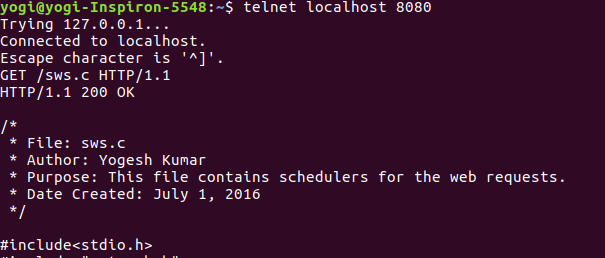 yogi@yogi-Inspiron-5548:~$ telnet localhost 8080
Trying 127.0.0.1...
Connected to localhost.
Escape character is '^]'.
GET /sws.c HTTP/1.1
HTTP/1.1 200 OK
/*
* File: sws.c
* Author: Yogesh Kumar
* Purpose: This file contains schedulers for the web requests.
* Date Created: July 1, 2016
*/
#include<stdio.h>